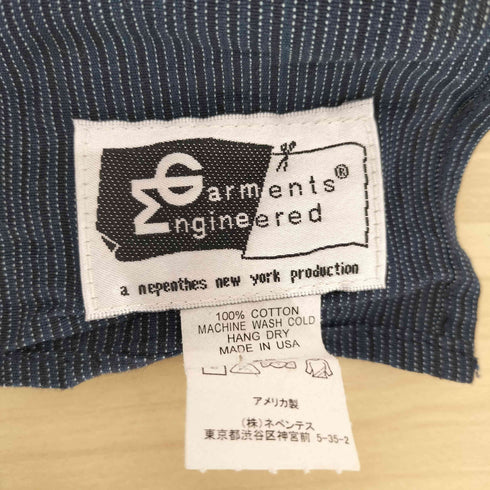 Garments®
Engineered
a nepenthes new york production
100% COTTON
MACHINE WASH COLD
HANG DRY
MADE IN USA
アメリカ製
(株)ネペンテス
東京都渋谷区神宮前 5-35-2